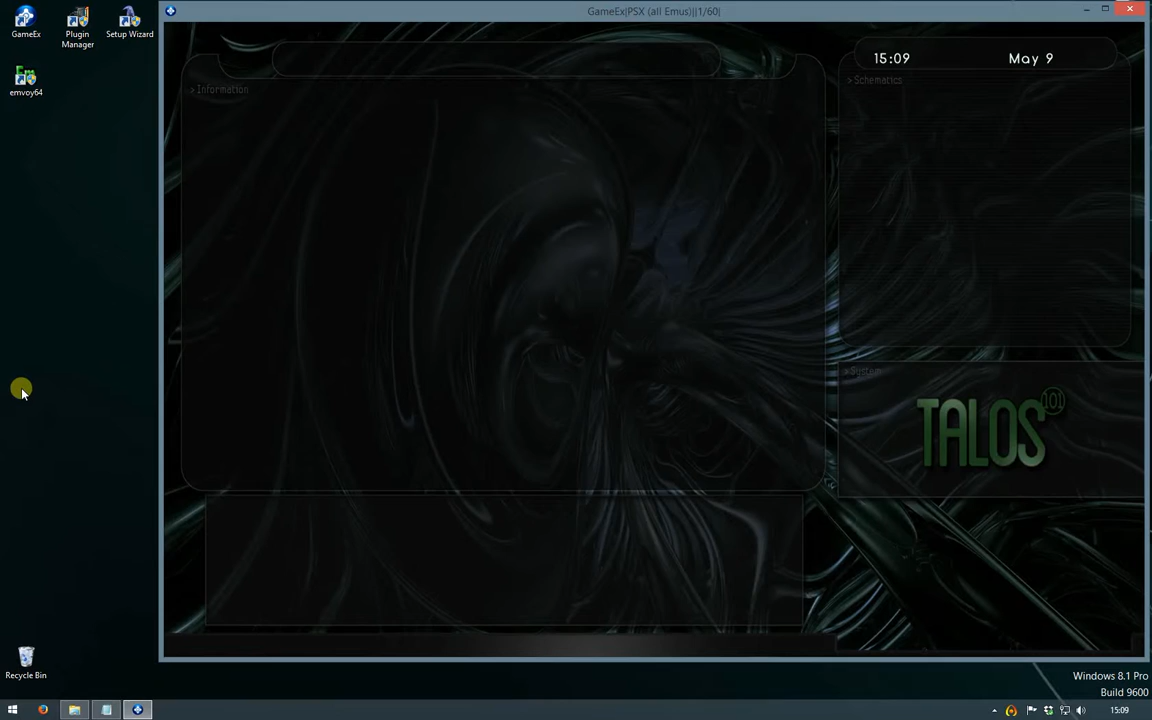 GameEx|PSX (all Emus)||1/60|
GameEx
Plugin
Manager
Setup Wizard
emvoy64
15:09
May 9
> Information
> Schematics
> System
TALOS 101
Recycle Bin
Windows 8.1 Pro
Build 9600
15:09